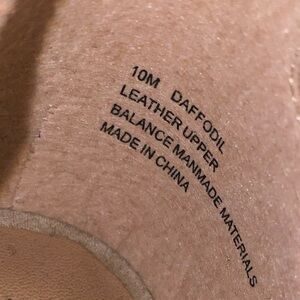 10M DAFFODIL
LEATHER UPPER
BALANCE MANMADE MATERIALS
MADE IN CHINA